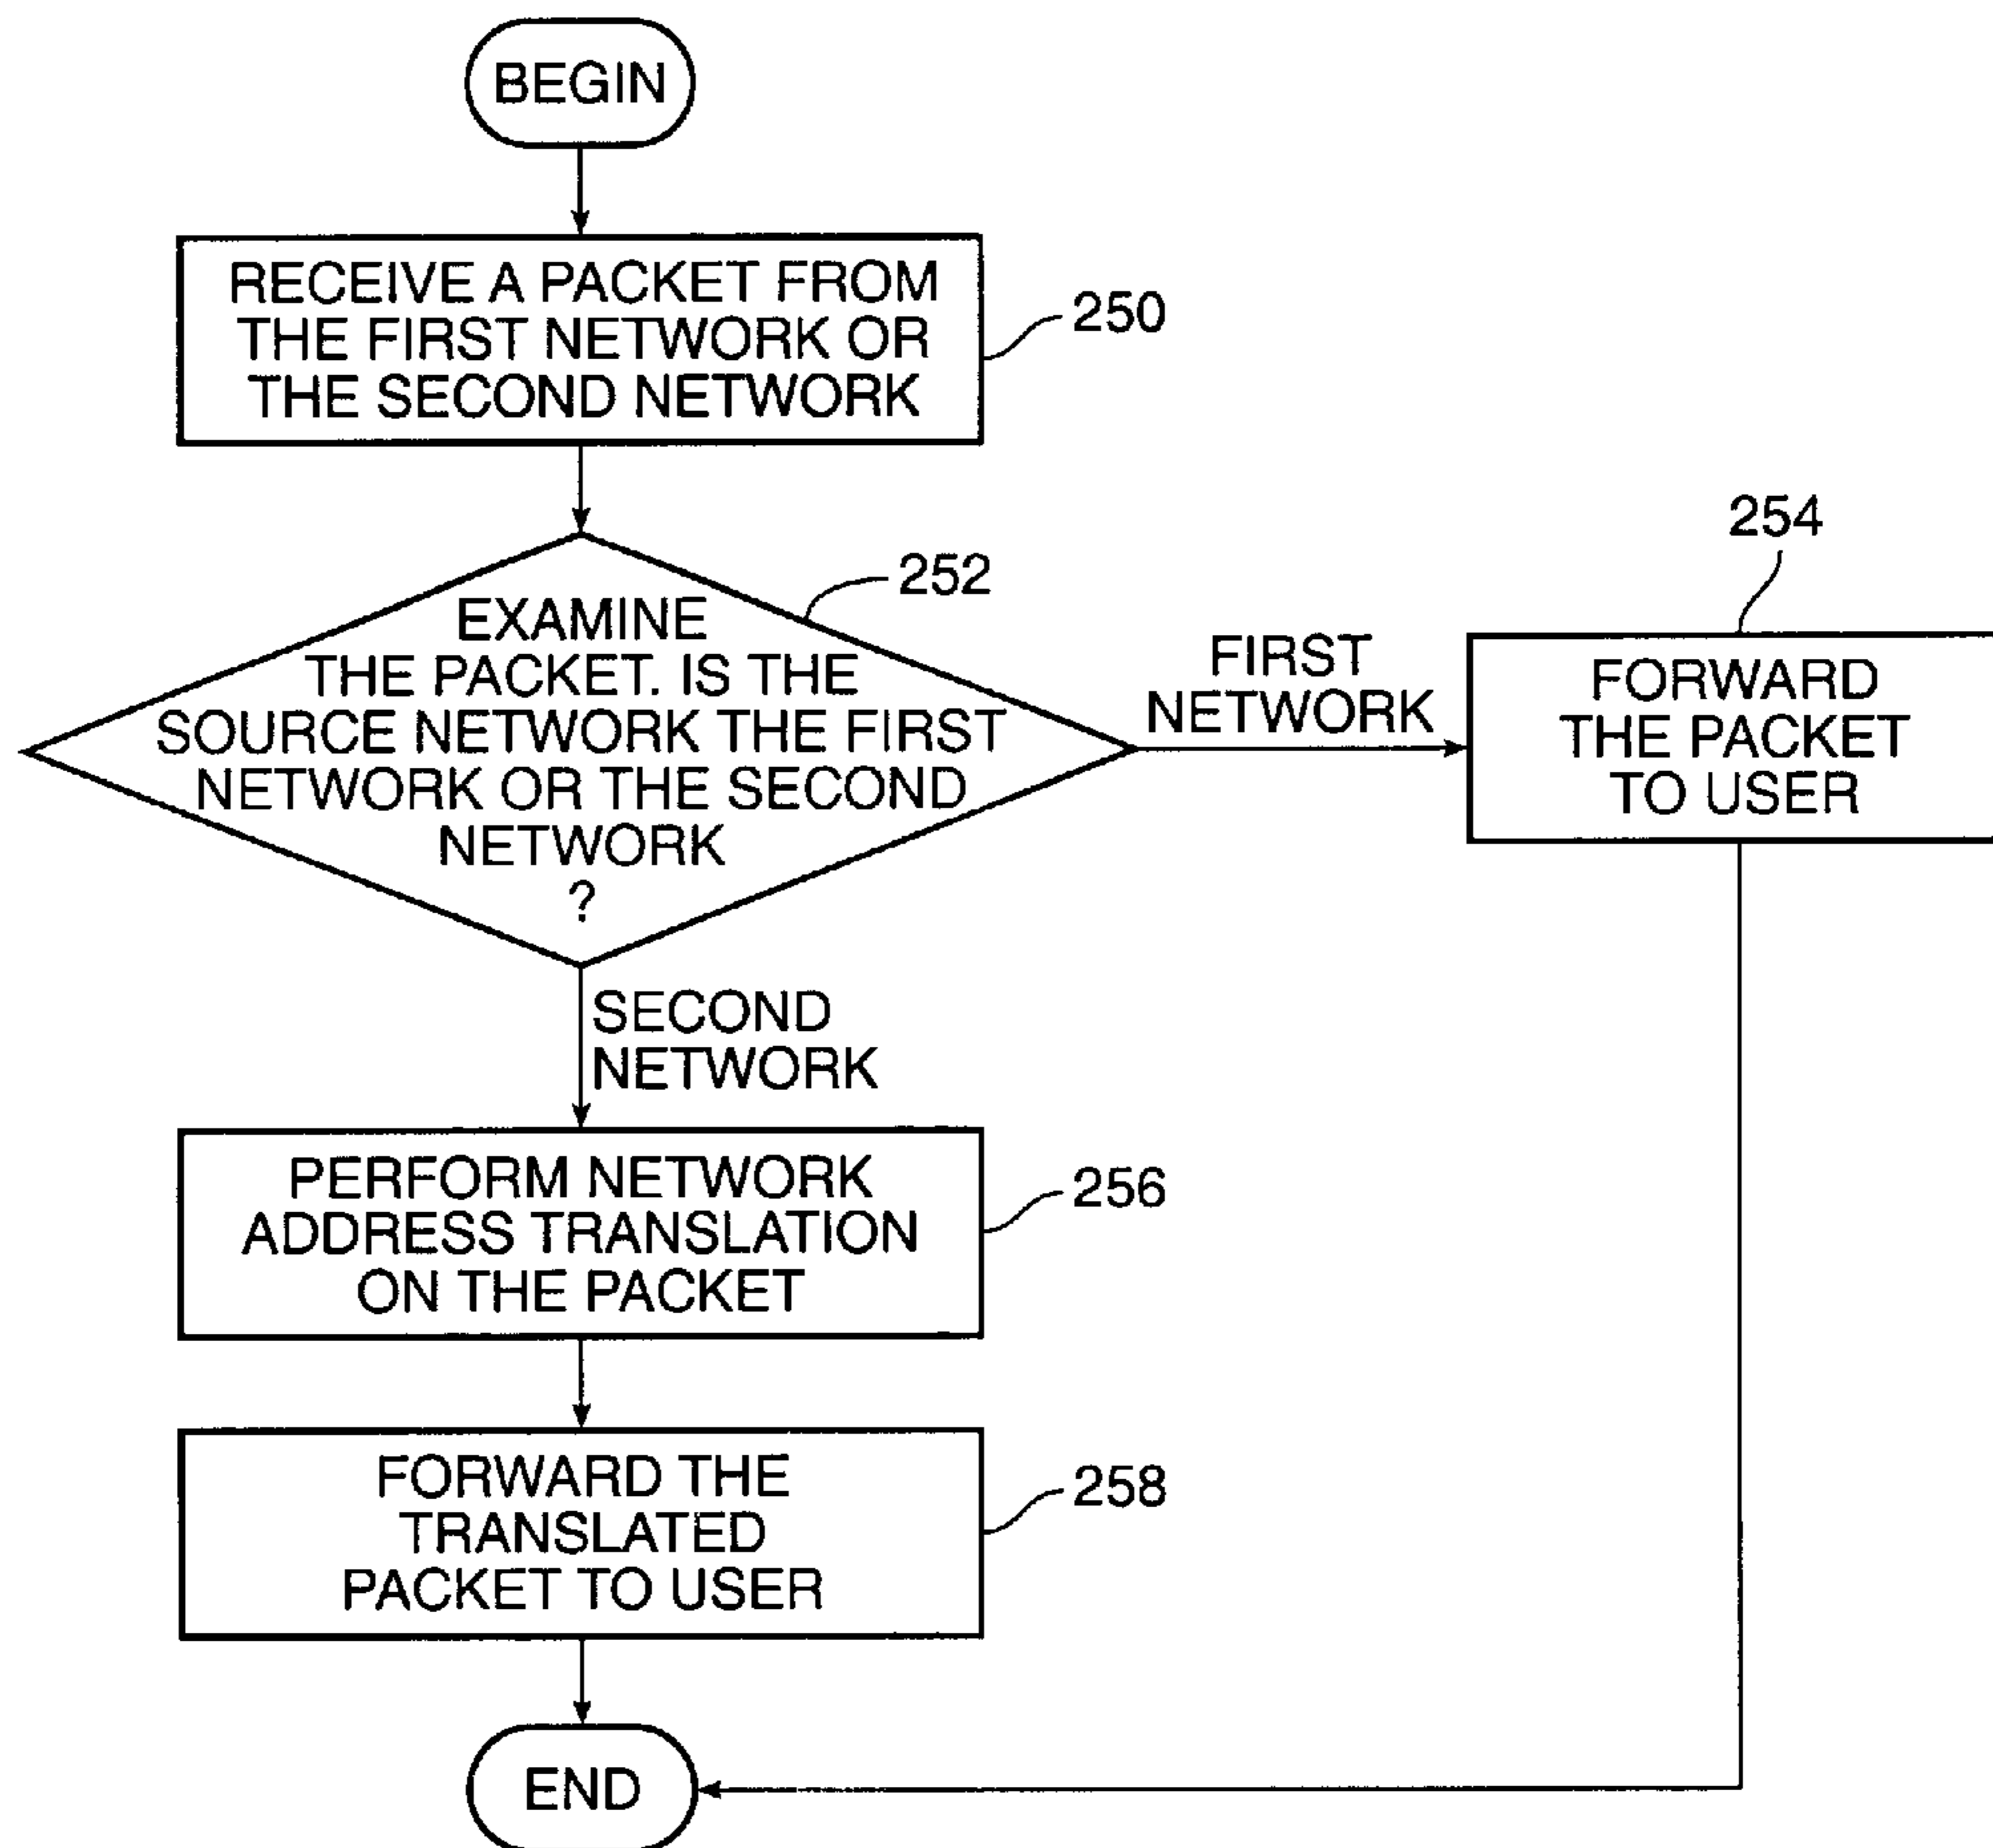 BEGIN
RECEIVE A PACKET FROM
THE FIRST NETWORK OR
THE SECOND NETWORK
250
252
EXAMINE
THE PACKET. IS THE
SOURCE NETWORK THE FIRST
NETWORK OR THE SECOND
NETWORK
?
FIRST
NETWORK
254
FORWARD
THE PACKET
TO USER
SECOND
NETWORK
PERFORM NETWORK
ADDRESS TRANSLATION
ON THE PACKET
256
FORWARD THE
TRANSLATED
PACKET TO USER
258
END